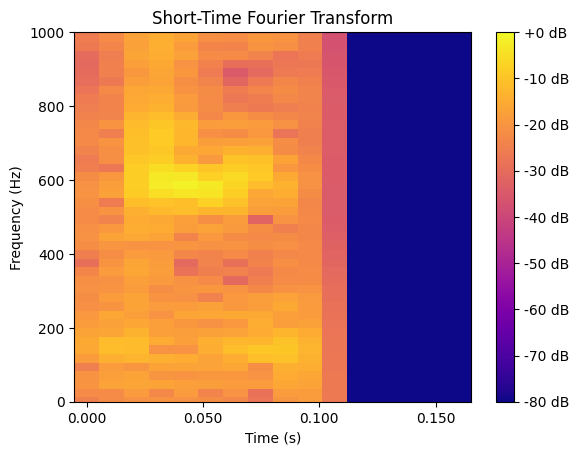 Short-Time Fourier Transform
1000
800
600
400
200
0
Frequency (Hz)
0.000
0.050
0.100
0.150
Time (s)
+0 dB
-10 dB
-20 dB
-30 dB
-40 dB
-50 dB
-60 dB
-70 dB
-80 dB